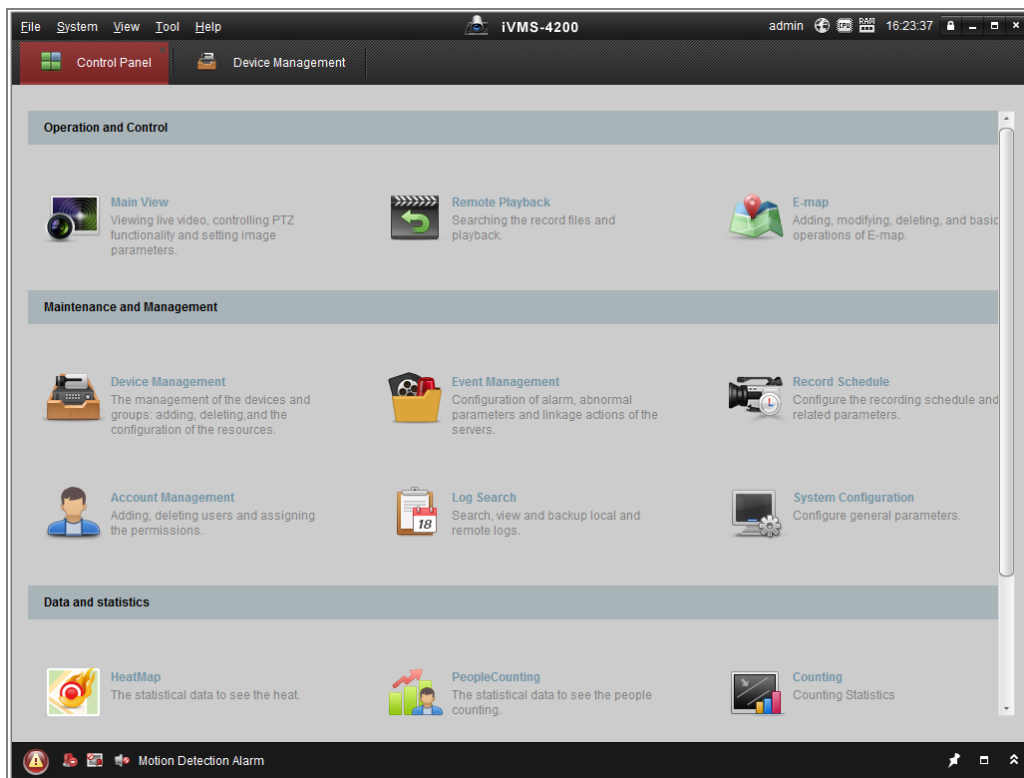 File System View Tool Help iVMS-4200 admin CPU RAM 16:23:37
Control Panel Device Management
Operation and Control
Main View
Viewing live video, controlling PTZ
functionality and setting image
parameters.
Remote Playback
Searching the record files and
playback.
E-map
Adding, modifying, deleting, and basic
operations of E-map.
Maintenance and Management
Device Management
The management of the devices and
groups: adding, deleting,and the
configuration of the resources.
Event Management
Configuration of alarm, abnormal
parameters and linkage actions of the
servers.
Record Schedule
Configure the recording schedule and
related parameters.
Account Management
Adding, deleting users and assigning
the permissions.
Log Search
Search, view and backup local and
remote logs.
18
System Configuration
Configure general parameters.
Data and statistics
HeatMap
The statistical data to see the heat.
PeopleCounting
The statistical data to see the people
counting.
Counting
Counting Statistics
Motion Detection Alarm